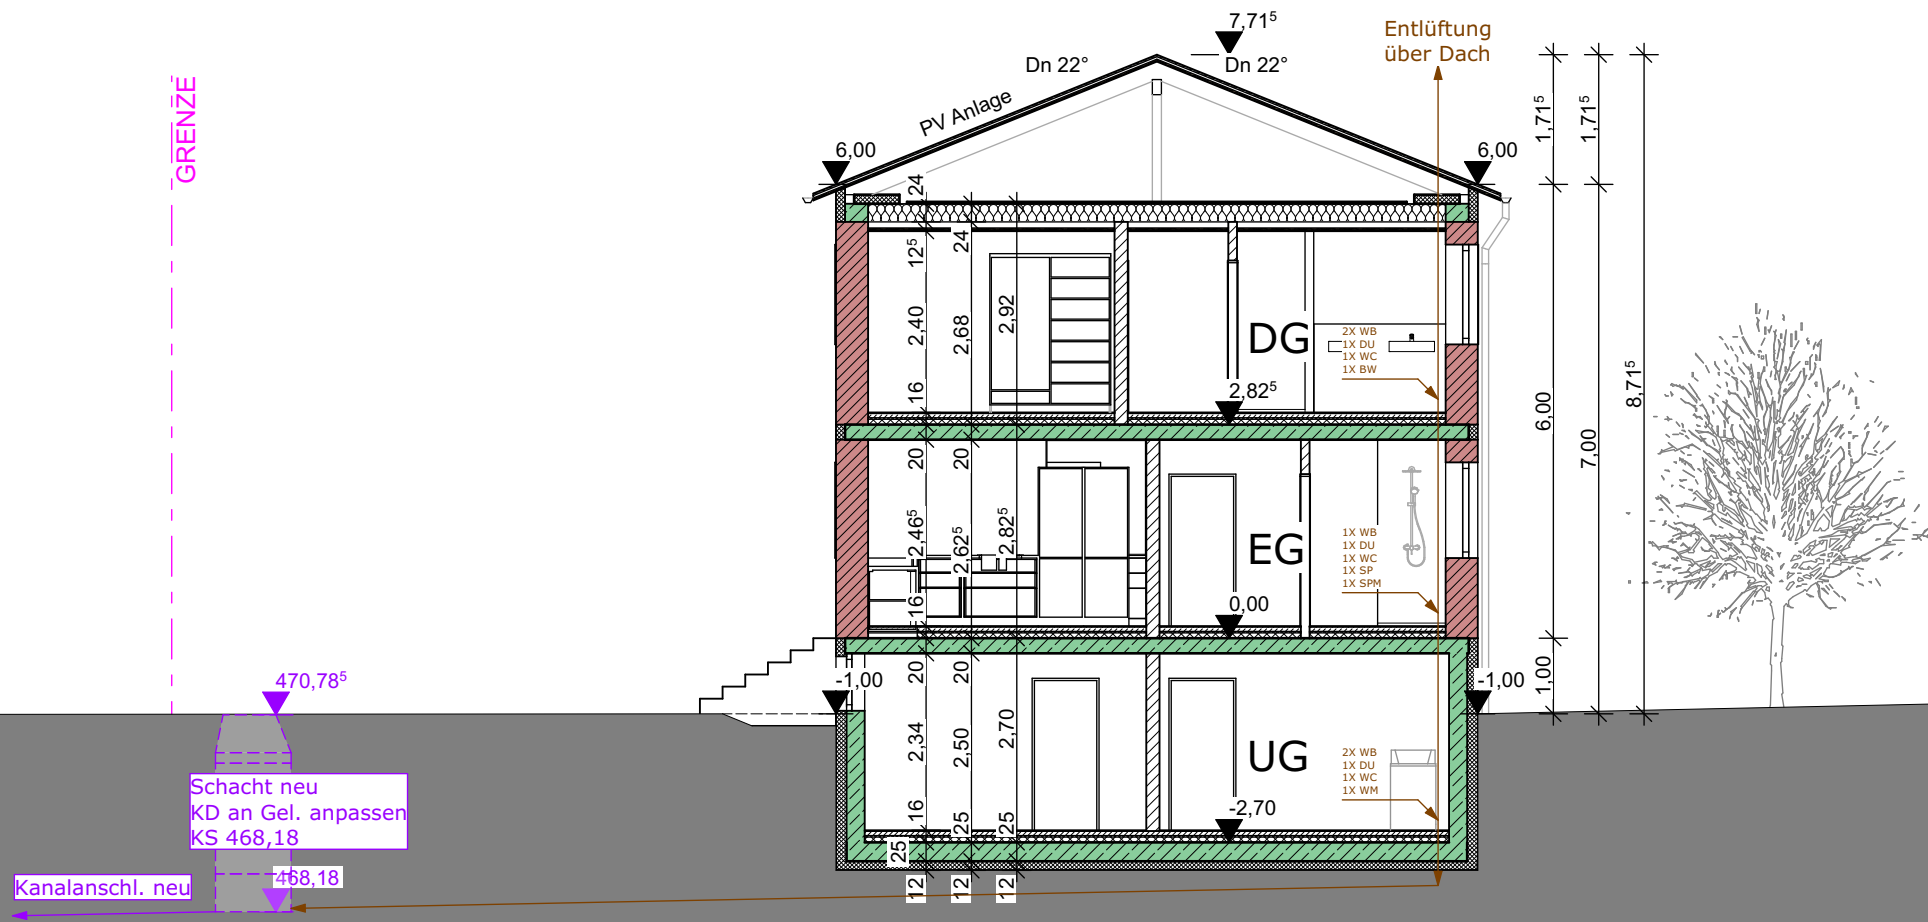 7,71⁵
Entlüftung
über Dach
Dn 22°
Dn 22°
PV Anlage
GRENZE
6,00
6,00
1,71⁵
1,71⁵
24
12⁵
24
2,40
2,68
2,92
16
DG
2X WB
1X DU
1X WC
1X BW
2,82⁵
6,00
7,00
8,71⁵
20
20
2,46⁵
2,62⁵
2,82⁵
16
EG
1X WB
1X DU
1X WC
1X SP
1X SPM
0,00
-1,00
-1,00
1,00
20
20
2,34
2,50
2,70
16
25
25
25
12
12
12
UG
2X WB
1X DU
1X WC
1X WM
-2,70
470,78⁵
Schacht neu
KD an Gel. anpassen
KS 468,18
468,18
Kanalanschl. neu